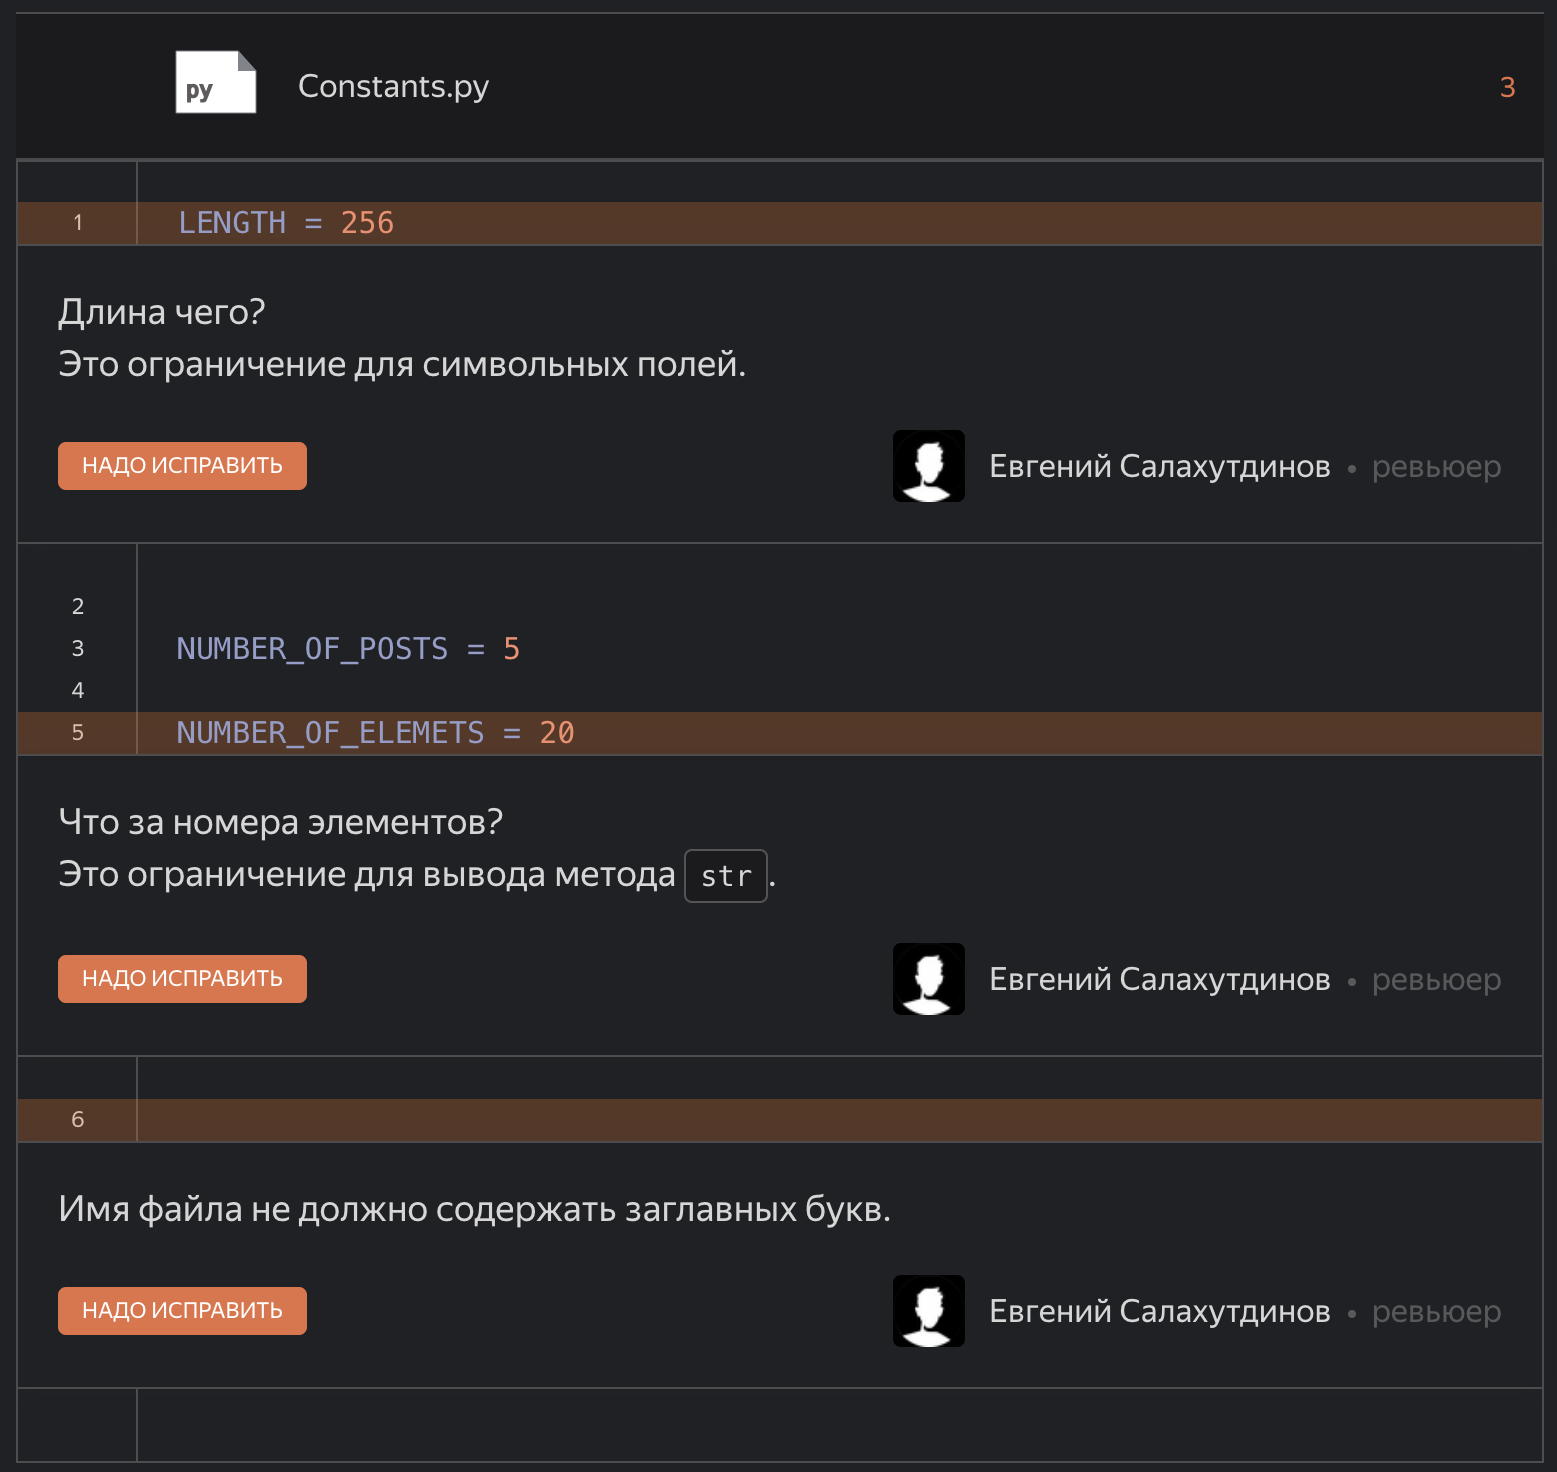 py Constants.py 3
1 LENGTH = 256
Длина чего?
Это ограничение для символьных полей.
НАДО ИСПРАВИТЬ Евгений Салахутдинов • ревьюер
2
3 NUMBER_OF_POSTS = 5
4
5 NUMBER_OF_ELEMETS = 20
Что за номера элементов?
Это ограничение для вывода метода str.
НАДО ИСПРАВИТЬ Евгений Салахутдинов • ревьюер
6
Имя файла не должно содержать заглавных букв.
НАДО ИСПРАВИТЬ Евгений Салахутдинов • ревьюер